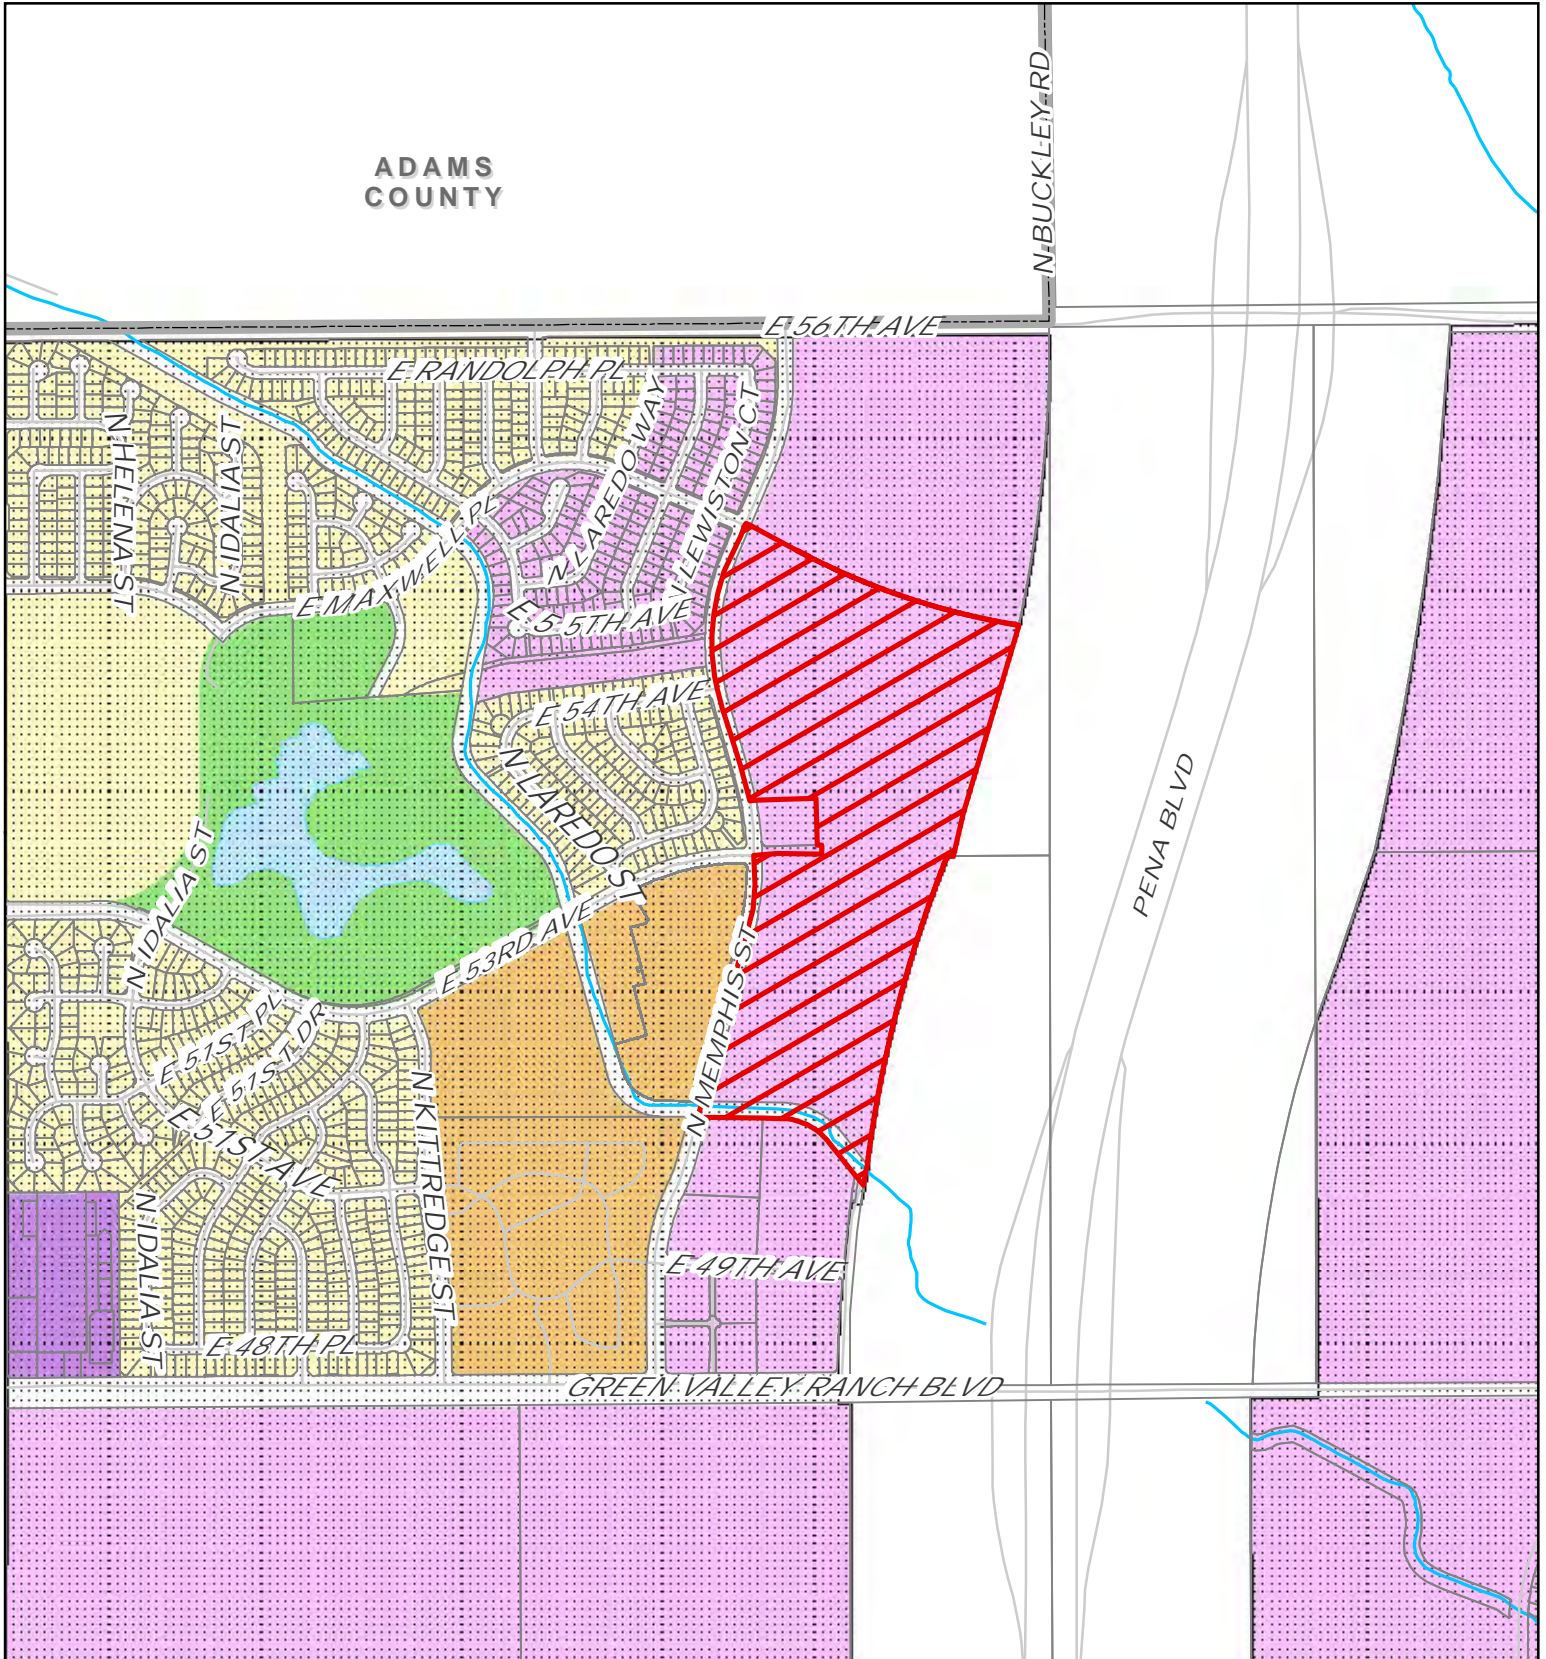 ADAMS
COUNTY
N BUCKLEY RD
E 56TH AVE
E RANDOLPH PL
N HELENA ST
N IDALIA ST
N LAREDO WAY
N LEWISTON CT
E MAXWELL PL
E 55TH AVE
E 54TH AVE
N LAREDO ST
PENA BLVD
N IDALIA ST
E 53RD AVE
N MEMPHIS ST
E 51ST PL
E 51ST DR
E 51ST AVE
N KITTREDGE ST
N IDALIA ST
E 49TH AVE
E 48TH PL
GREEN VALLEY RANCH BLVD